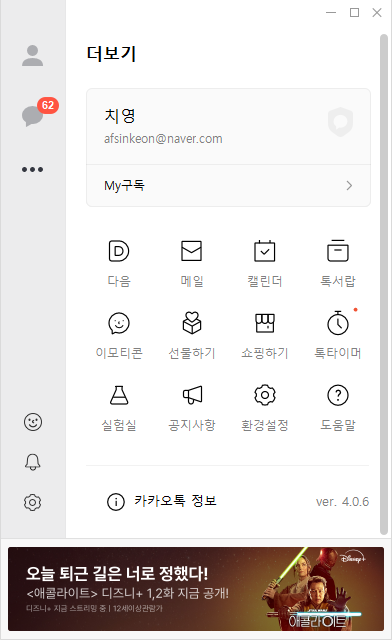 더보기
62
치영
afsinkeon@naver.com
My구독
다음 메일 캘린더 톡서랍
이모티콘 선물하기 쇼핑하기 톡타이머
실험실 공지사항 환경설정 도움말
카카오톡 정보 ver. 4.0.6
오늘 퇴근 길은 너로 정했다!
<애콜라이트> 디즈니+ 1,2화 지금 공개!
디즈니+ 지금 스트리밍 중 | 12세이상관람가
Disney+
애콜라이트